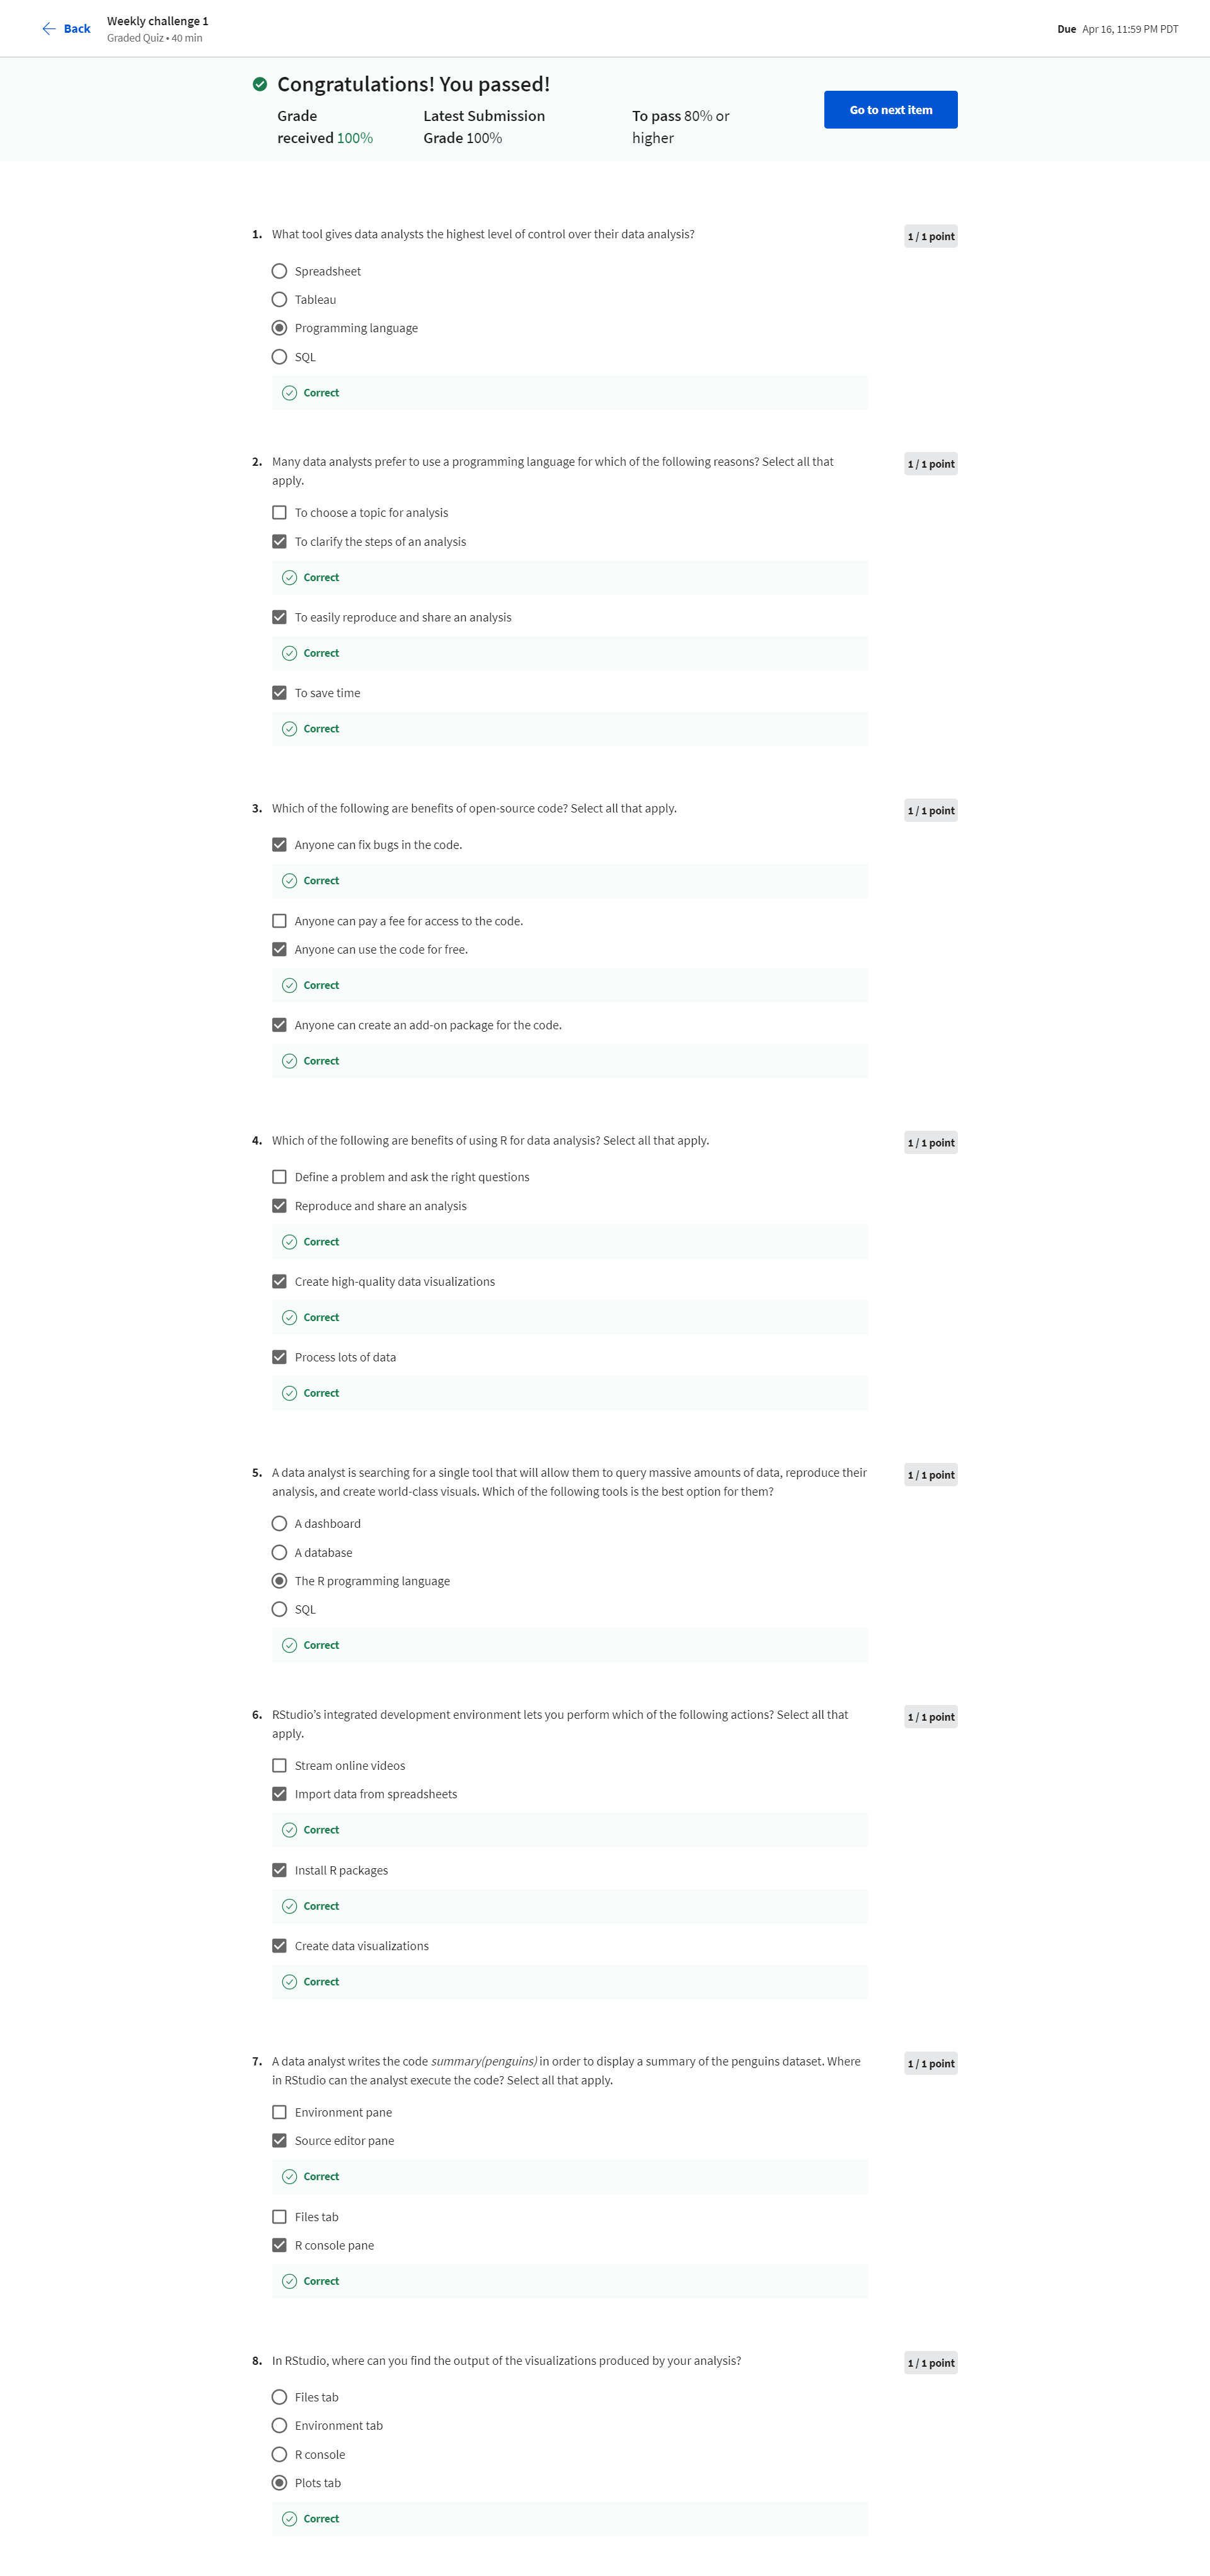 Back
Weekly challenge 1
Graded Quiz • 40 min
Due Apr 16, 11:59 PM PDT
Congratulations! You passed!
Grade
received 100%
Latest Submission
Grade 100%
To pass 80% or
higher
Go to next item
1. What tool gives data analysts the highest level of control over their data analysis?
1 / 1 point
Spreadsheet
Tableau
Programming language
SQL
Correct
2. Many data analysts prefer to use a programming language for which of the following reasons? Select all that
apply.
1 / 1 point
To choose a topic for analysis
To clarify the steps of an analysis
Correct
To easily reproduce and share an analysis
Correct
To save time
Correct
3. Which of the following are benefits of open-source code? Select all that apply.
1 / 1 point
Anyone can fix bugs in the code.
Correct
Anyone can pay a fee for access to the code.
Anyone can use the code for free.
Correct
Anyone can create an add-on package for the code.
Correct
4. Which of the following are benefits of using R for data analysis? Select all that apply.
1 / 1 point
Define a problem and ask the right questions
Reproduce and share an analysis
Correct
Create high-quality data visualizations
Correct
Process lots of data
Correct
5. A data analyst is searching for a single tool that will allow them to query massive amounts of data, reproduce their
analysis, and create world-class visuals. Which of the following tools is the best option for them?
1 / 1 point
A dashboard
A database
The R programming language
SQL
Correct
6. RStudio’s integrated development environment lets you perform which of the following actions? Select all that
apply.
1 / 1 point
Stream online videos
Import data from spreadsheets
Correct
Install R packages
Correct
Create data visualizations
Correct
7. A data analyst writes the code summary(penguins) in order to display a summary of the penguins dataset. Where
in RStudio can the analyst execute the code? Select all that apply.
1 / 1 point
Environment pane
Source editor pane
Correct
Files tab
R console pane
Correct
8. In RStudio, where can you find the output of the visualizations produced by your analysis?
1 / 1 point
Files tab
Environment tab
R console
Plots tab
Correct